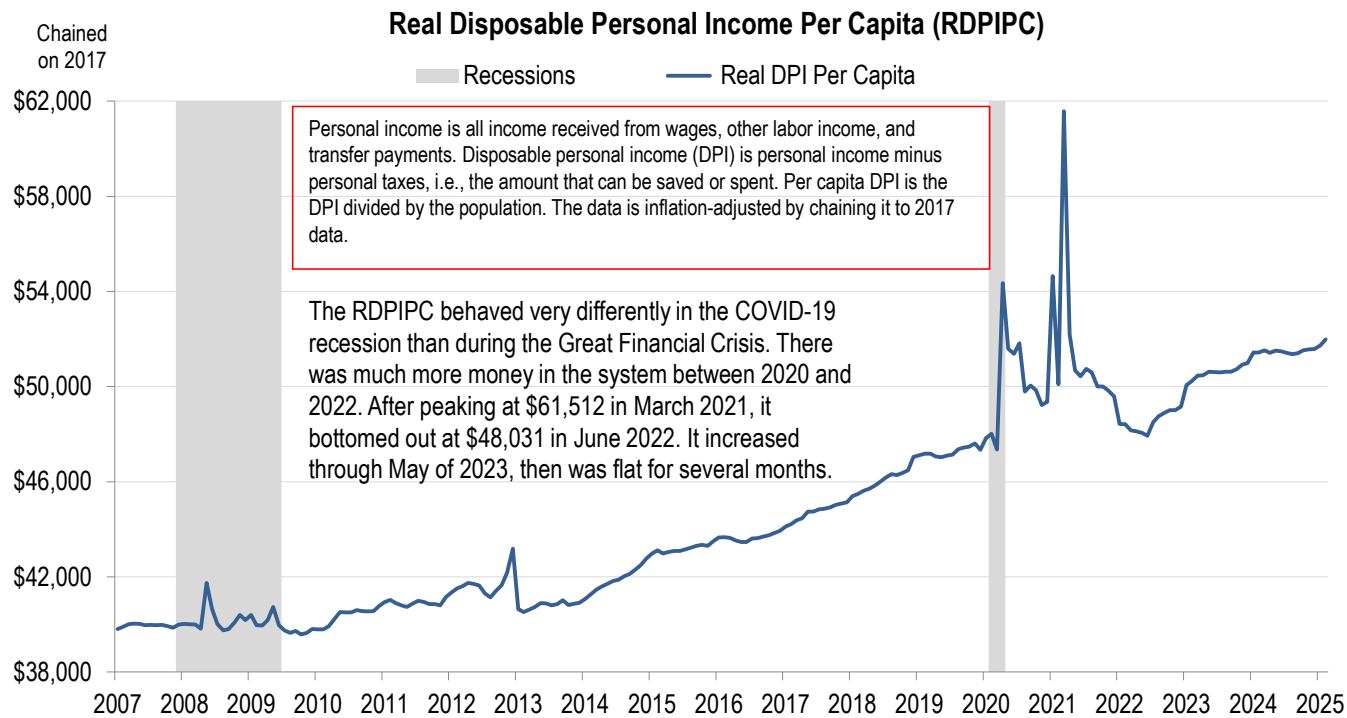 Real Disposable Personal Income Per Capita (RDPIPC)
Chained
on 2017
Recessions
Real DPI Per Capita
$62,000
$58,000
$54,000
$50,000
$46,000
$42,000
$38,000
Personal income is all income received from wages, other labor income, and
transfer payments. Disposable personal income (DPI) is personal income minus
personal taxes, i.e., the amount that can be saved or spent. Per capita DPI is the
DPI divided by the population. The data is inflation-adjusted by chaining it to 2017
data.
The RDPIPC behaved very differently in the COVID-19
recession than during the Great Financial Crisis. There
was much more money in the system between 2020 and
2022. After peaking at $61,512 in March 2021, it
bottomed out at $48,031 in June 2022. It increased
through May of 2023, then was flat for several months.
2007 2008 2009 2010 2011 2012 2013 2014 2015 2016 2017 2018 2019 2020 2021 2022 2023 2024 2025